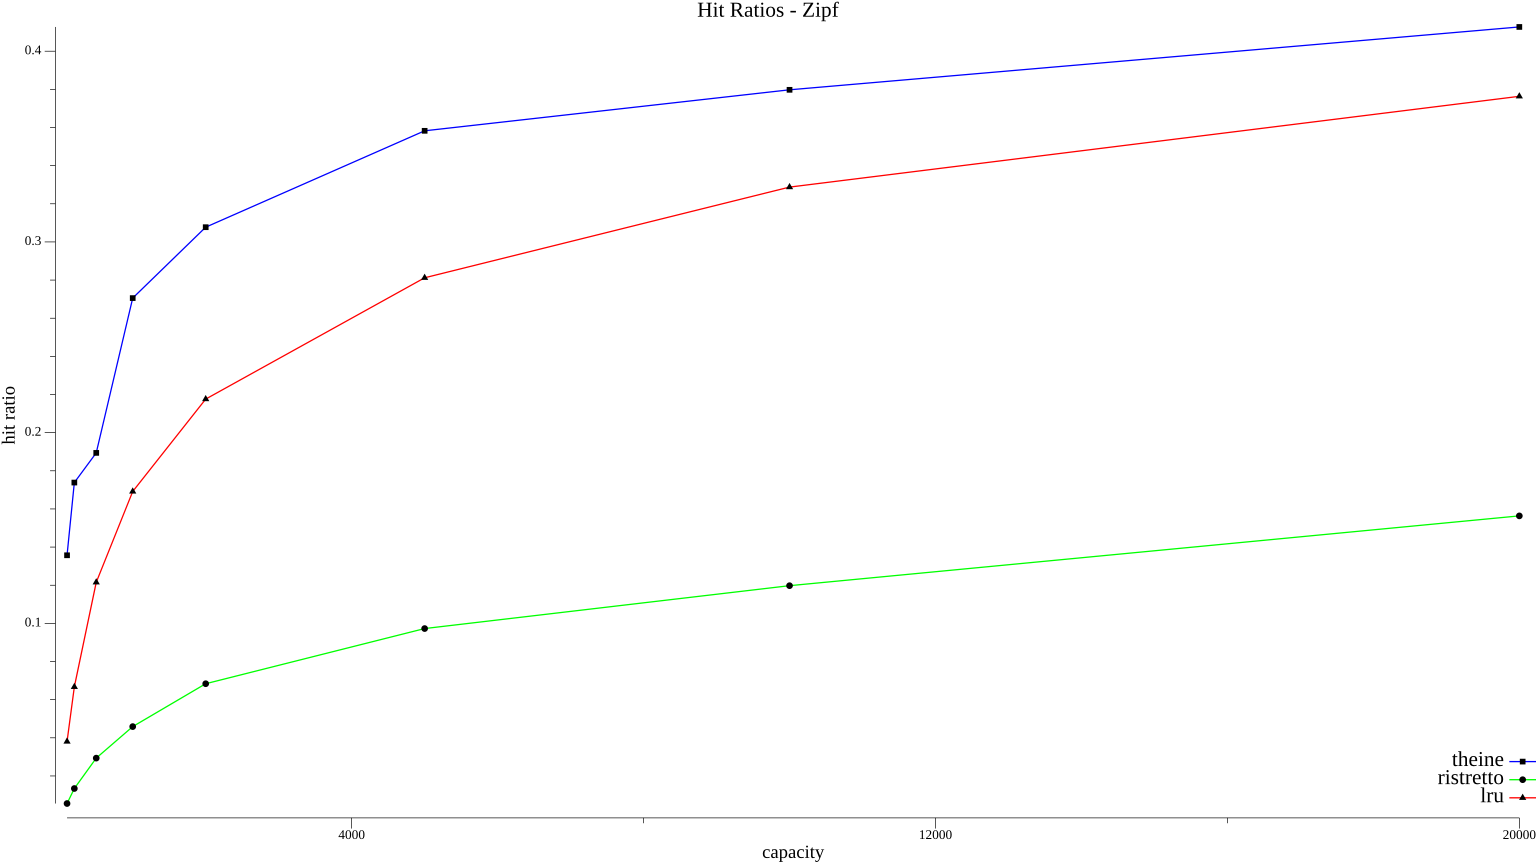 Hit Ratios - Zipf
0.4
0.3
0.2
0.1
hit ratio
theine
ristretto
lru
4000
12000
20000
capacity